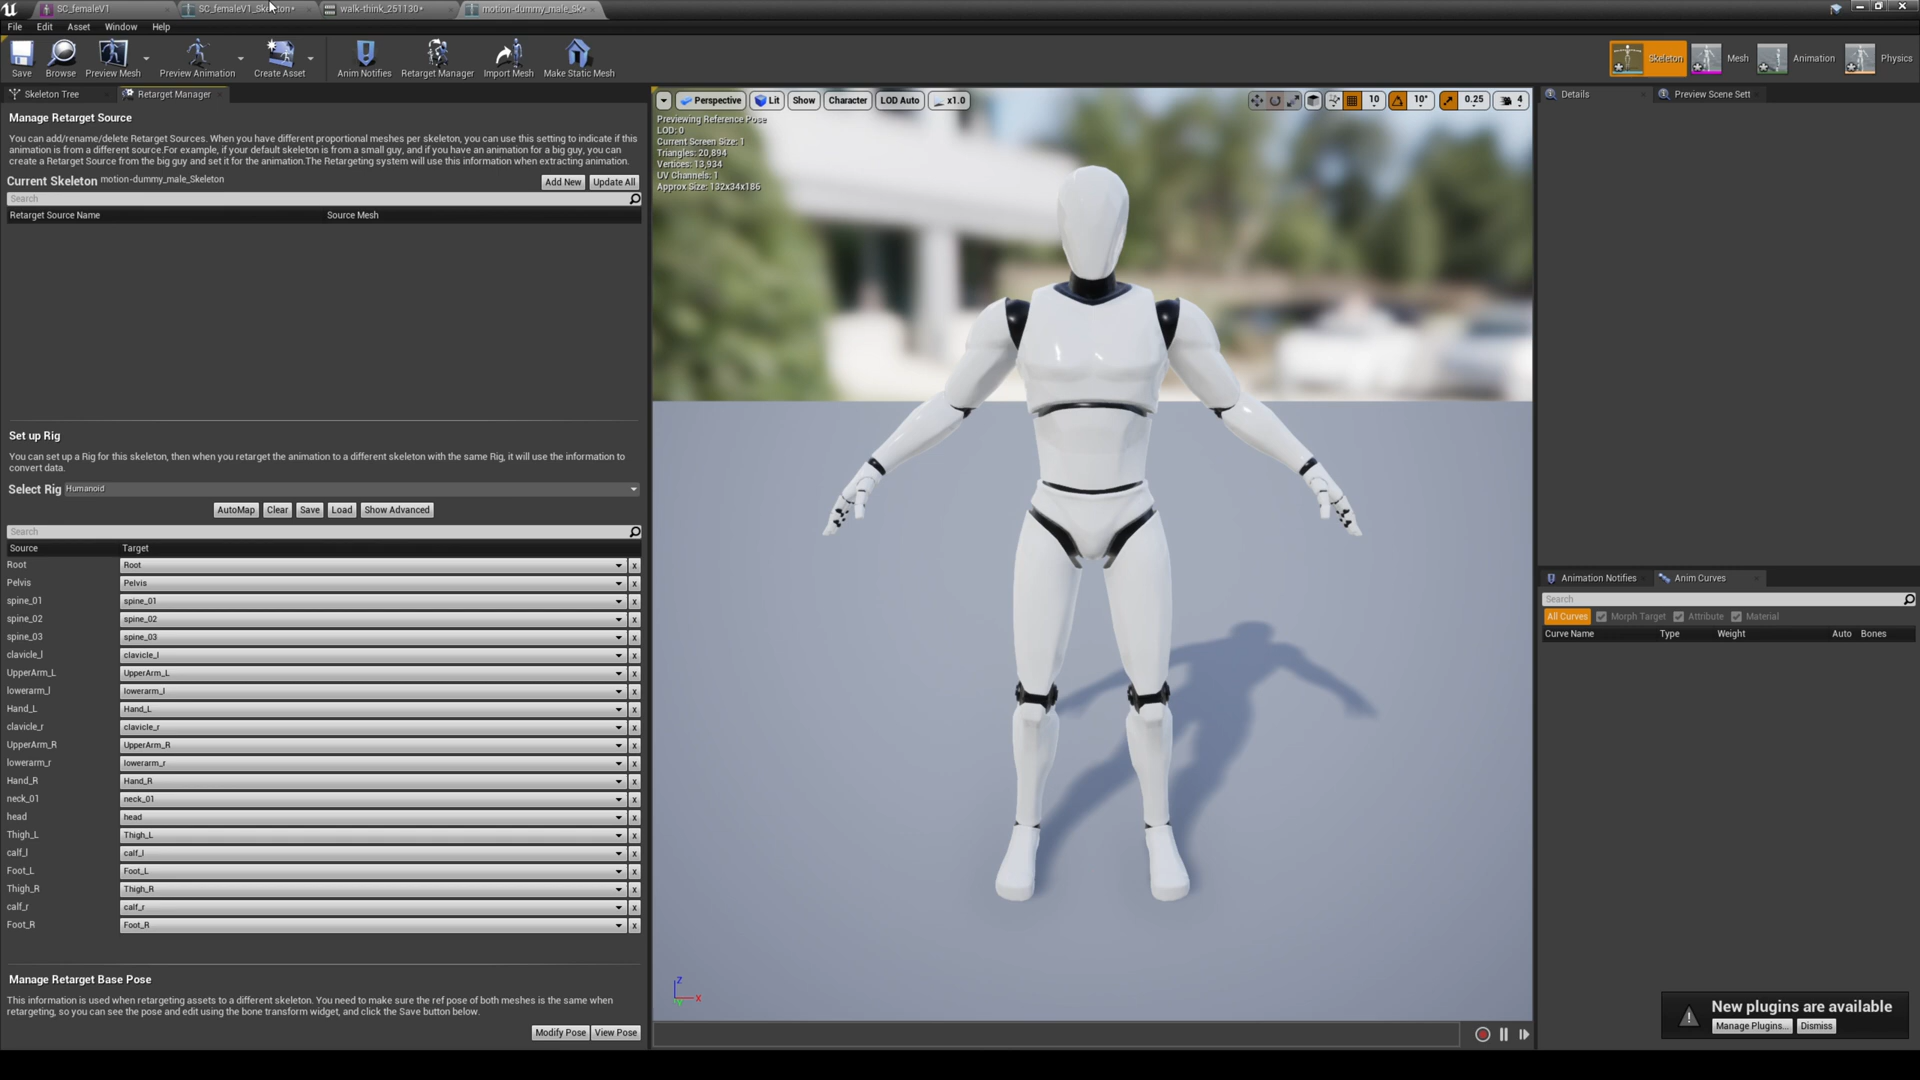 SC_femaleV1
SC_femaleV1_Skeleton*
walk-think_251130*
motion-dummy_male_Sk*
File Edit Asset Window Help
Save
Browse
Preview Mesh
Preview Animation
Create Asset
Anim Notifies
Retarget Manager
Import Mesh
Make Static Mesh
Skeleton
Mesh
Animation
Physics
Skeleton Tree
Retarget Manager
Manage Retarget Source
You can add/rename/delete Retarget Sources. When you have different proportional meshes per skeleton, you can use this setting to indicate if this
animation is from a different source.For example, if your default skeleton is from a small guy, and if you have an animation for a big guy, you can
create a Retarget Source from the big guy and set it for the animation.The Retargeting system will use this information when extracting animation.
Current Skeleton motion-dummy_male_Skeleton
Add New
Update All
Search
Retarget Source Name
Source Mesh
Set up Rig
You can set up a Rig for this skeleton, then when you retarget the animation to a different skeleton with the same Rig, it will use the information to
convert data.
Select Rig Humanoid
AutoMap
Clear
Save
Load
Show Advanced
Search
Source Target
Root Root x
Pelvis Pelvis x
spine_01 spine_01 x
spine_02 spine_02 x
spine_03 spine_03 x
clavicle_l clavicle_l x
UpperArm_L UpperArm_L x
lowerarm_l lowerarm_l x
Hand_L Hand_L x
clavicle_r clavicle_r x
UpperArm_R UpperArm_R x
lowerarm_r lowerarm_r x
Hand_R Hand_R x
neck_01 neck_01 x
head head x
Thigh_L Thigh_L x
calf_l calf_l x
Foot_L Foot_L x
Thigh_R Thigh_R x
calf_r calf_r x
Foot_R Foot_R x
Manage Retarget Base Pose
This information is used when retargeting assets to a different skeleton. You need to make sure the ref pose of both meshes is the same when
retargeting, so you can see the pose and edit using the bone transform widget, and click the Save button below.
Modify Pose
View Pose
Perspective
Lit
Show
Character
LOD Auto
x1.0
10
10°
0.25
4
Previewing Reference Pose
LOD: 0
Current Screen Size: 1
Triangles: 20,894
Vertices: 13,934
UV Channels: 1
Approx Size: 132x34x186
Z
X
Details
Preview Scene Sett
Animation Notifies
Anim Curves
Search
All Curves
Morph Target
Attribute
Material
Curve Name Type Weight Auto Bones
New plugins are available
Manage Plugins...
Dismiss